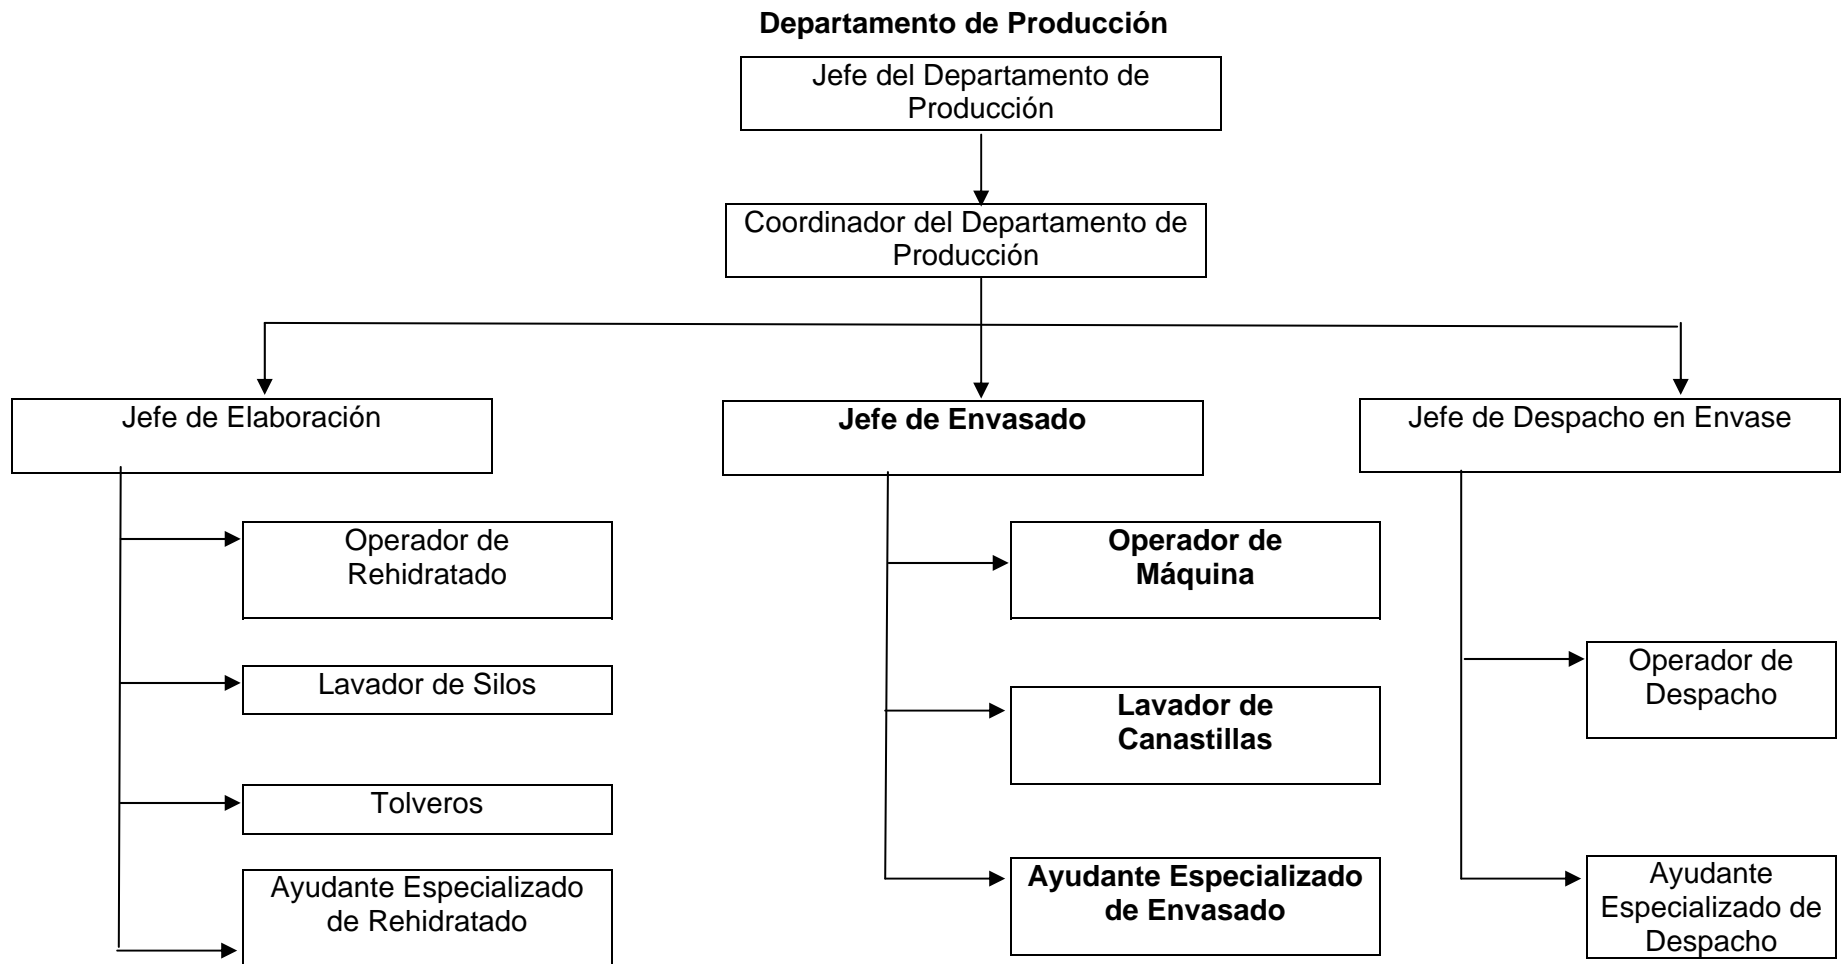 Departamento de Producción
Jefe del Departamento de
Producción
Coordinador del Departamento de
Producción
Jefe de Elaboración
Jefe de Envasado
Jefe de Despacho en Envase
Operador de
Rehidratado
Lavador de Silos
Tolveros
Ayudante Especializado
de Rehidratado
Operador de
Máquina
Lavador de
Canastillas
Ayudante Especializado
de Envasado
Operador de
Despacho
Ayudante
Especializado de
Despacho